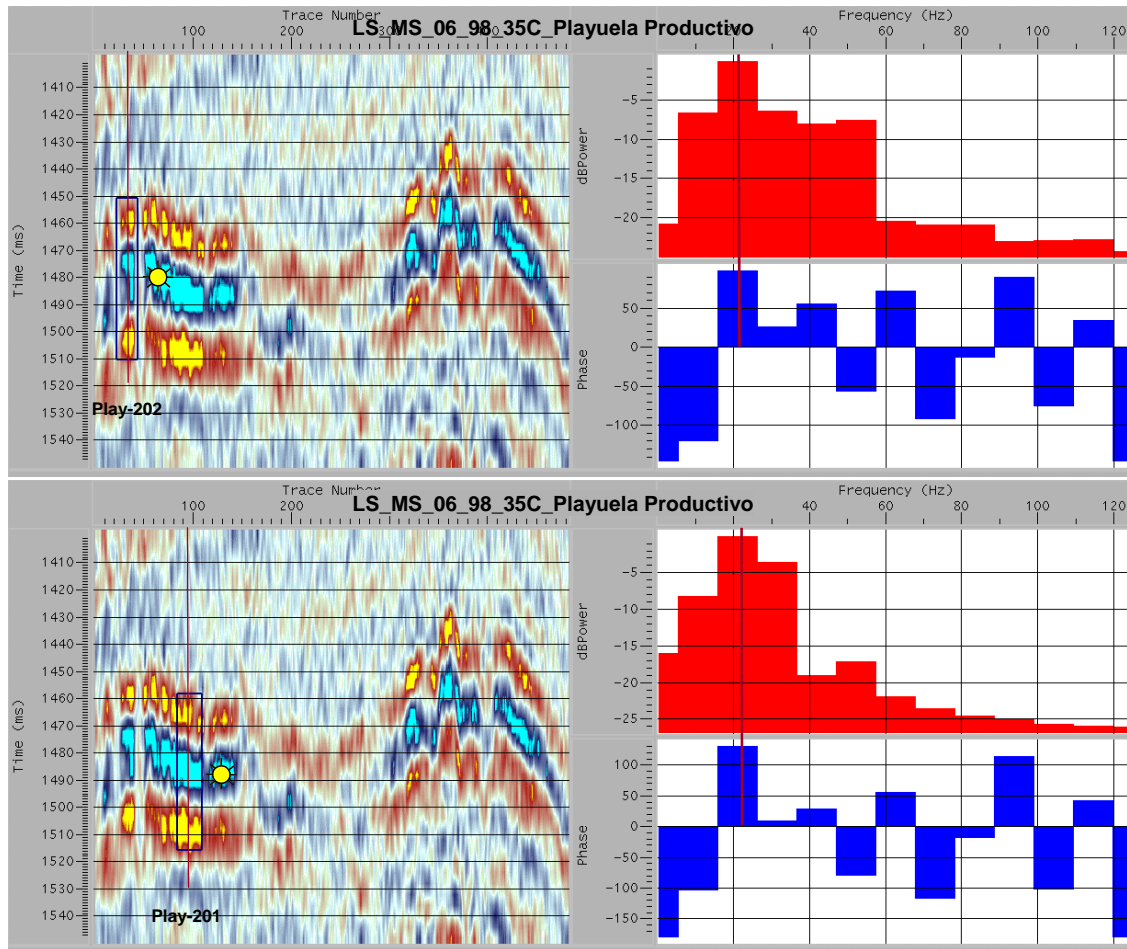 Trace Number
LS_MS_06_98_35C_Playuela Productivo
Frequency (Hz)
100 200 300 400
20 40 60 80 100 120
Time (ms)
1410
1420
1430
1440
1450
1460
1470
1480
1490
1500
1510
1520
1530
1540
Play-202
dBPower
-5
-10
-15
-20
Phase
50
0
-50
-100
Trace Number
LS_MS_06_98_35C_Playuela Productivo
Frequency (Hz)
100 200
20 40 60 80 100 120
Time (ms)
1410
1420
1430
1440
1450
1460
1470
1480
1490
1500
1510
1520
1530
1540
Play-201
dBPower
-5
-10
-15
-20
-25
Phase
100
50
0
-50
-100
-150